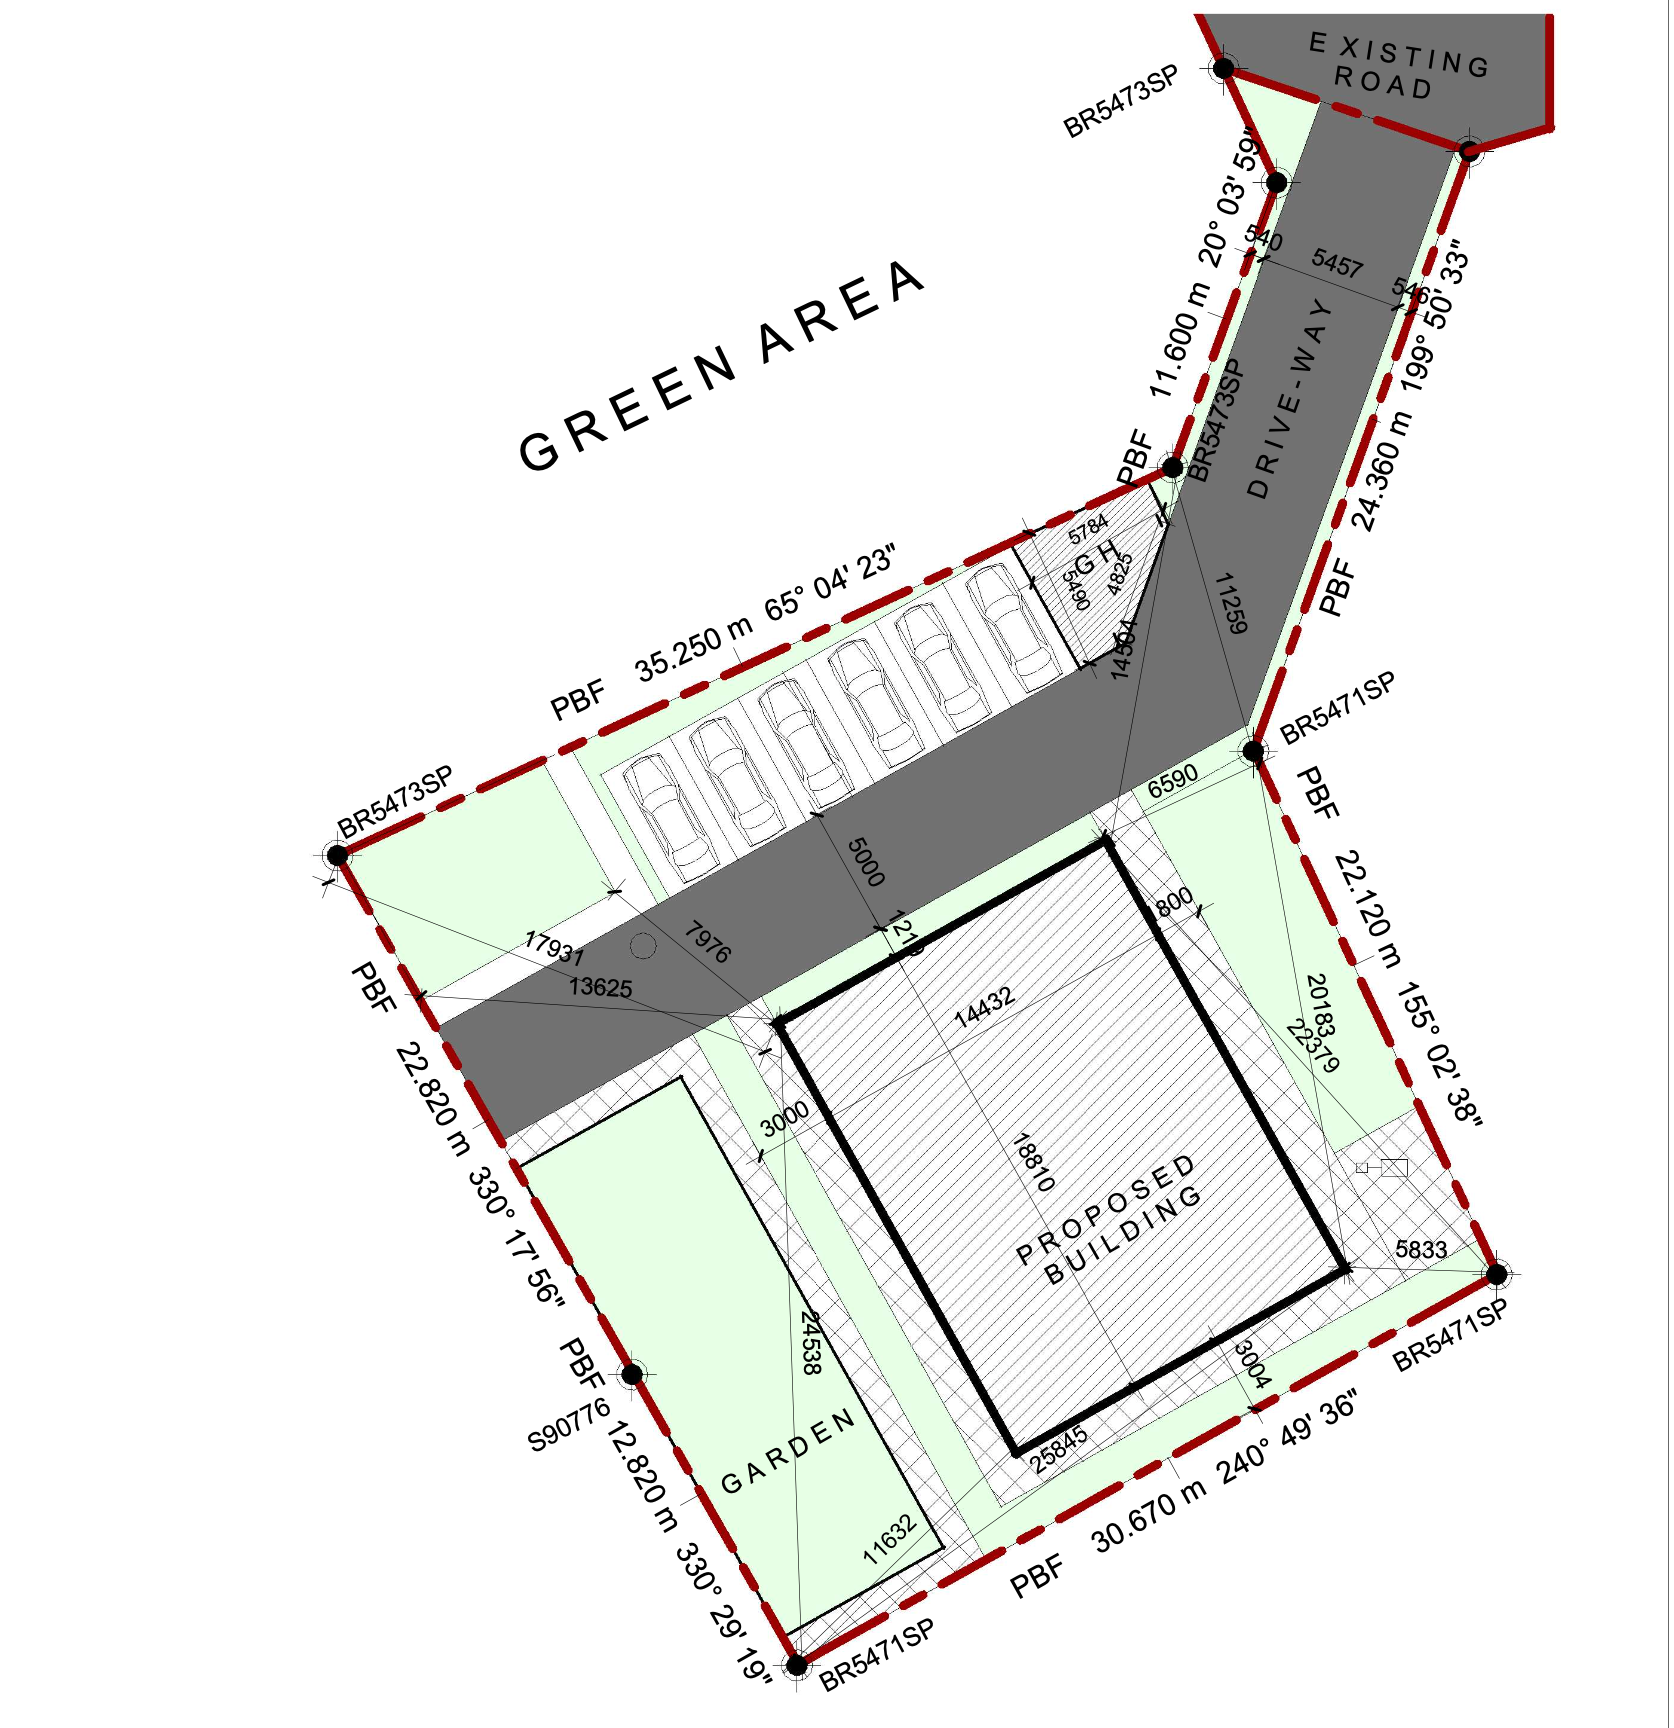 EXISTING
ROAD
BR5473SP
11.600 m 20° 03' 59"
540
5457
546
24.360 m 199° 50' 33"
DRIVE-WAY
GREEN AREA
BR5473SP
PBF
PBF
35.250 m 65° 04' 23"
PBF
5784
GH
5490
4825
14504
11259
BR5471SP
PBF
22.120 m 155° 02' 38"
BR5473SP
6590
5000
7976
17931
13625
1800
PBF
22.820 m 330° 17' 56"
14432
20183
22379
3000
18810
PROPOSED
BUILDING
5833
BR5471SP
3004
24538
PBF
S90776
12.820 m 330° 29' 19"
GARDEN
25845
11632
PBF
30.670 m 240° 49' 36"
BR5471SP